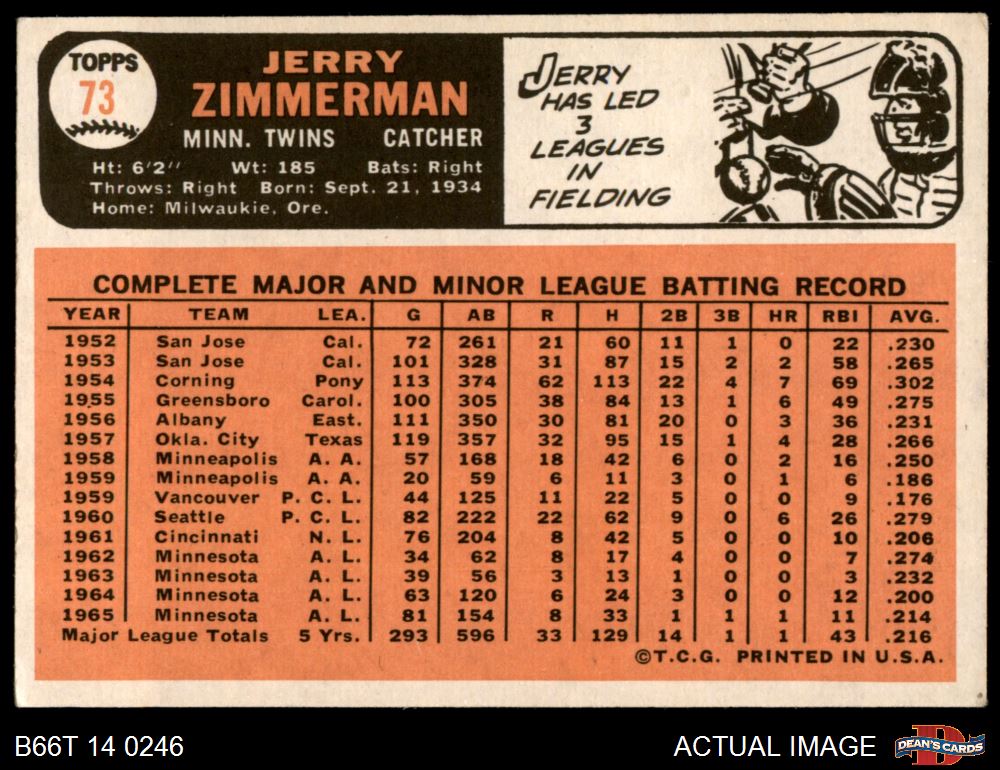 TOPPS
73
JERRY
ZIMMERMAN
MINN. TWINS CATCHER
Ht: 6'2" Wt: 185 Bats: Right
Throws: Right Born: Sept. 21, 1934
Home: Milwaukie, Ore.
JERRY
HAS LED
3
LEAGUES
IN
FIELDING
COMPLETE MAJOR AND MINOR LEAGUE BATTING RECORD
YEAR TEAM LEA. G AB R H 2B 3B HR RBI AVG.
1952 San Jose Cal. 72 261 21 60 11 1 0 22 .230
1953 San Jose Cal. 101 328 31 87 15 2 2 58 .265
1954 Corning Pony 113 374 62 113 22 4 7 69 .302
1955 Greensboro Carol. 100 305 38 84 13 1 6 49 .275
1956 Albany East. 111 350 30 81 20 0 3 36 .231
1957 Okla. City Texas 119 357 32 95 15 1 4 28 .266
1958 Minneapolis A. A. 57 168 18 42 6 0 2 16 .250
1959 Minneapolis A. A. 20 59 6 11 3 0 1 6 .186
1959 Vancouver P. C. L. 44 125 11 22 5 0 0 9 .176
1960 Seattle P. C. L. 82 222 22 62 9 0 6 26 .279
1961 Cincinnati N. L. 76 204 8 42 5 0 0 10 .206
1962 Minnesota A. L. 34 62 8 17 4 0 0 7 .274
1963 Minnesota A. L. 39 56 3 13 1 0 0 3 .232
1964 Minnesota A. L. 63 120 6 24 3 0 0 12 .200
1965 Minnesota A. L. 81 154 8 33 1 1 1 11 .214
Major League Totals 5 Yrs. 293 596 33 129 14 1 1 43 .216
©T.C.G. PRINTED IN U.S.A.
B66T 14 0246 ACTUAL IMAGE DEAN'S CARDS